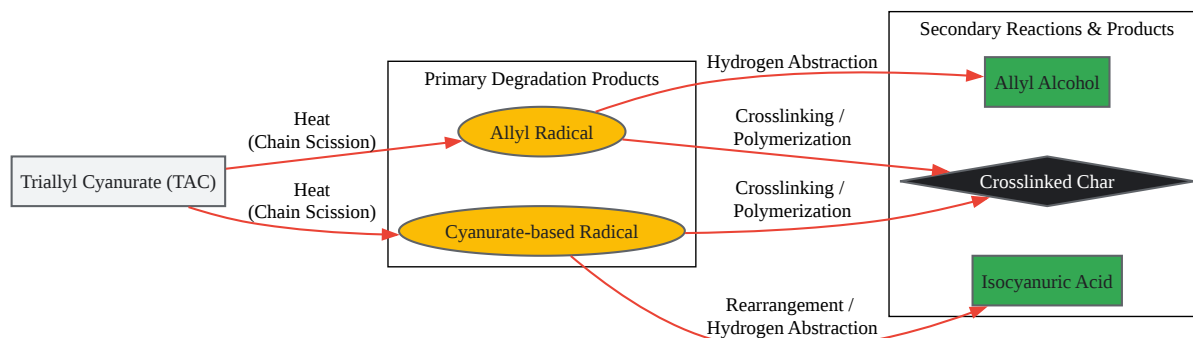 Secondary Reactions & Products
Hydrogen Abstraction
Allyl Alcohol
Primary Degradation Products
Heat
(Chain Scission)
Allyl Radical
Crosslinking /
Polymerization
Triallyl Cyanurate (TAC)
Crosslinked Char
Heat
(Chain Scission)
Cyanurate-based Radical
Crosslinking /
Polymerization
Isocyanuric Acid
Rearrangement /
Hydrogen Abstraction